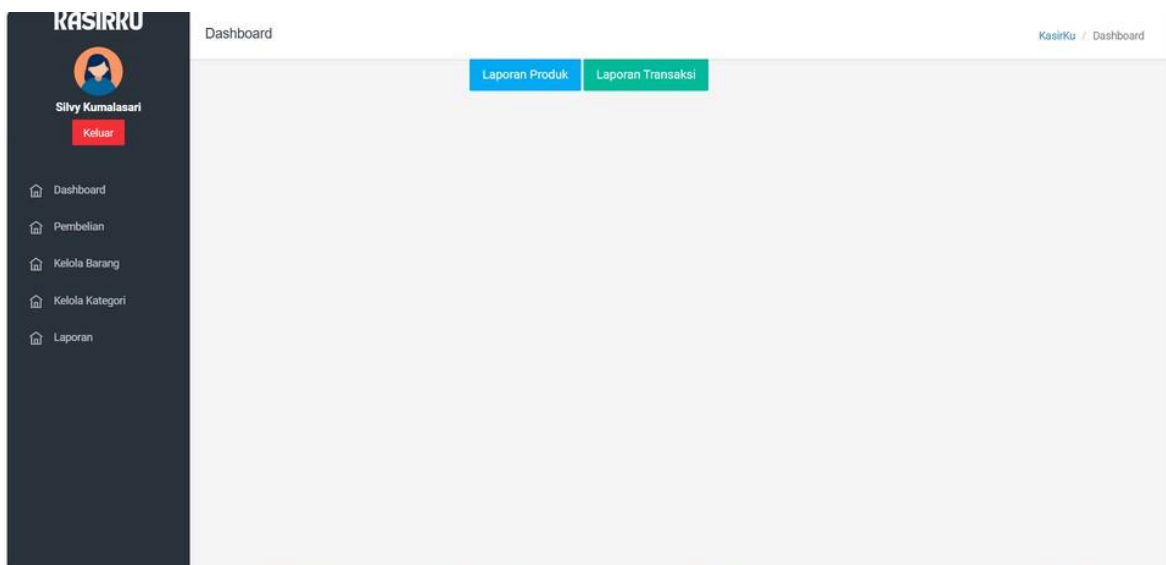 KASIRKU
Silvy Kumalasari
Keluar
Dashboard
Pembelian
Kelola Barang
Kelola Kategori
Laporan
Dashboard
KasirKu / Dashboard
Laporan Produk
Laporan Transaksi